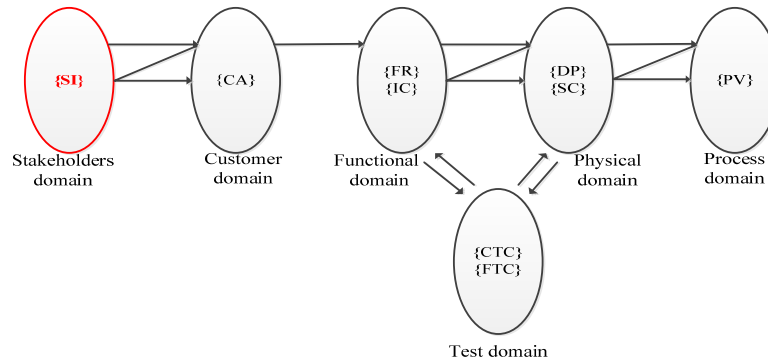 {SI}
{CA}
{FR}
{IC}
{DP}
{SC}
{PV}
Stakeholders
domain
Customer
domain
Functional
domain
Physical
domain
Process
domain
{CTC}
{FTC}
Test domain